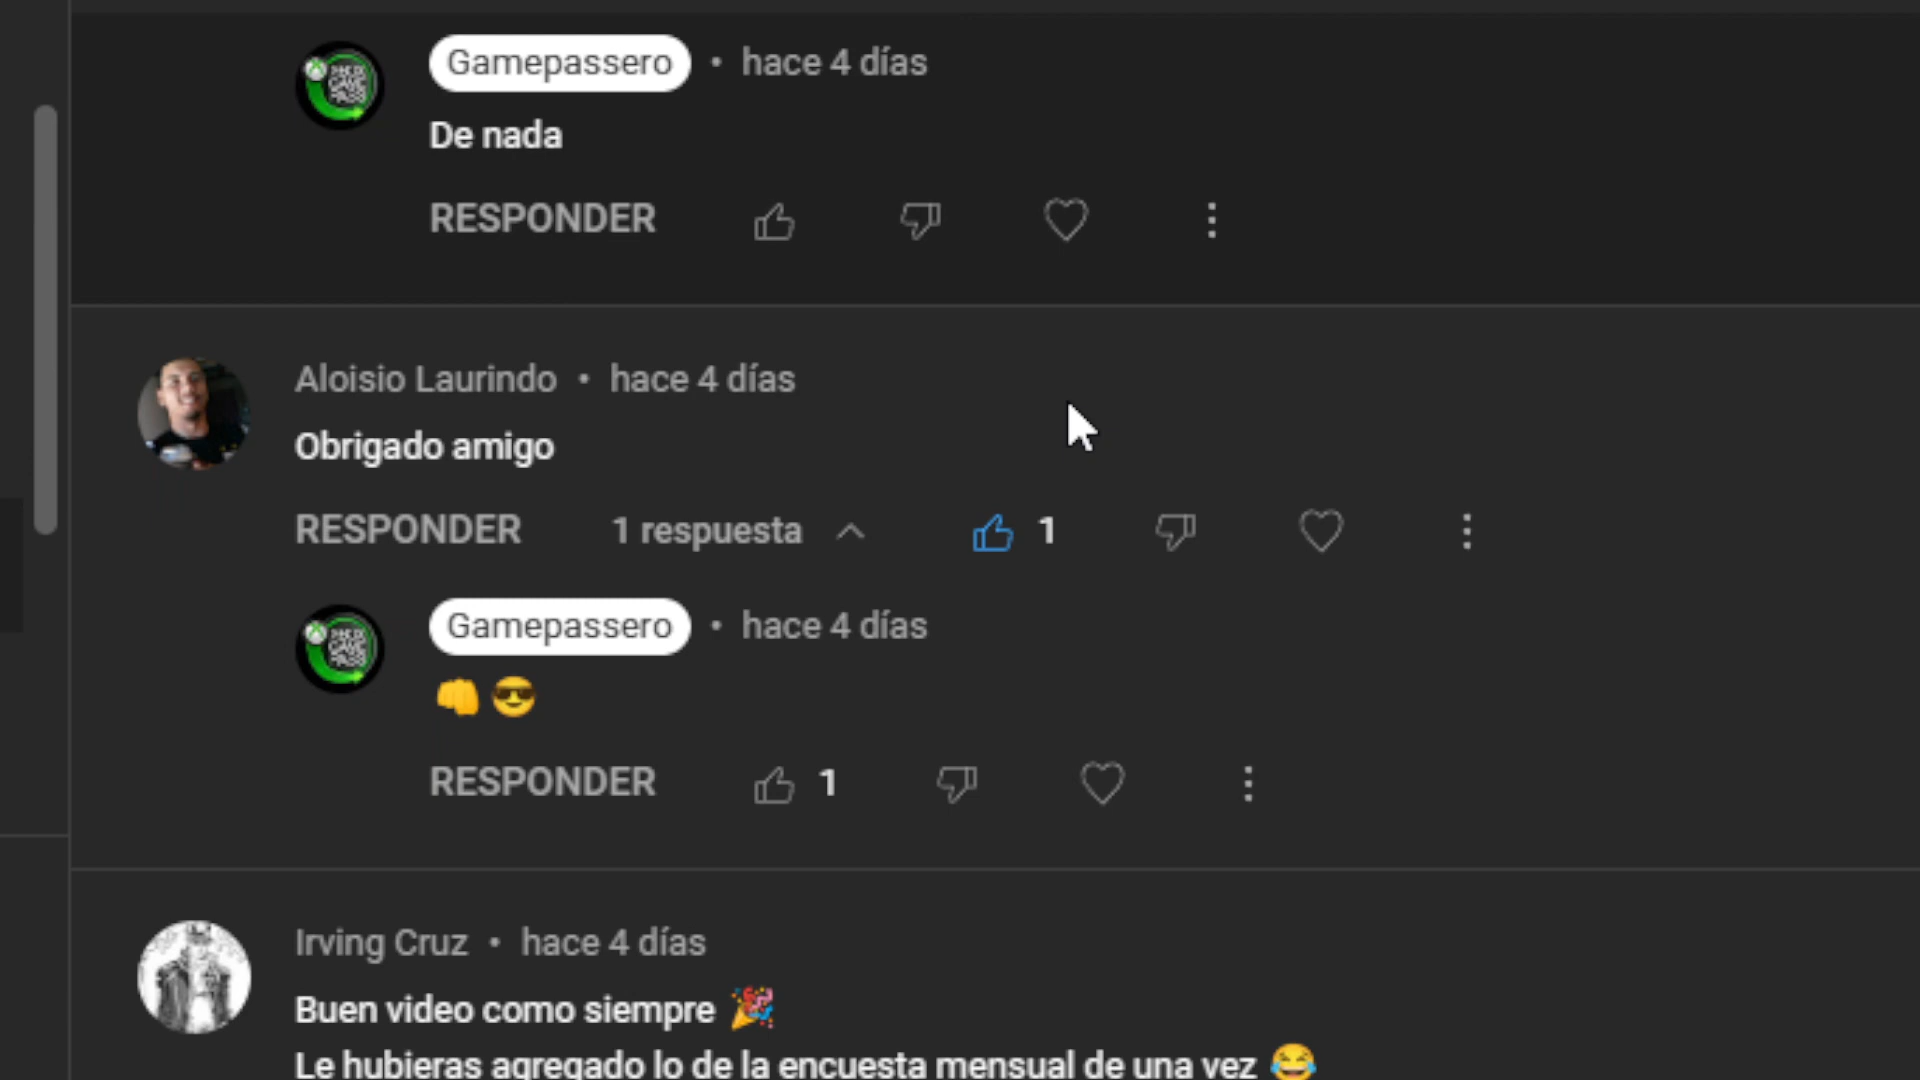 Gamepassero • hace 4 días
De nada
RESPONDER
Aloisio Laurindo • hace 4 días
Obrigado amigo
RESPONDER 1 respuesta 1
Gamepassero • hace 4 días
👊😎
RESPONDER 1
Irving Cruz • hace 4 días
Buen video como siempre 🎉
Le hubieras agregado lo de la encuesta mensual de una vez 😂